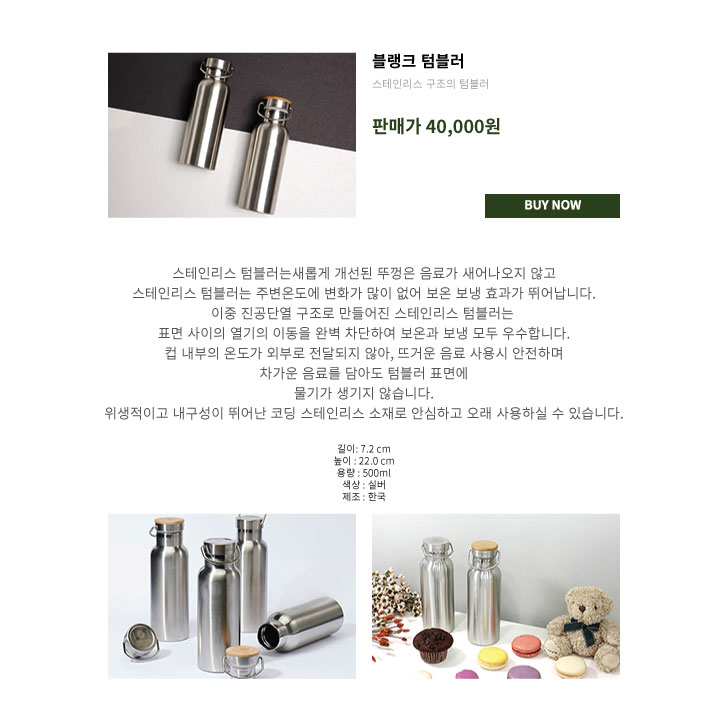 블랭크 텀블러
스테인리스 구조의 텀블러
판매가 40,000원
BUY NOW
스테인리스 텀블러는새롭게 개선된 뚜껑은 음료가 새어나오지 않고
스테인리스 텀블러는 주변온도에 변화가 많이 없어 보온 보냉 효과가 뛰어납니다.
이중 진공단열 구조로 만들어진 스테인리스 텀블러는
표면 사이의 열기의 이동을 완벽 차단하여 보온과 보냉 모두 우수합니다.
컵 내부의 온도가 외부로 전달되지 않아, 뜨거운 음료 사용시 안전하며
차가운 음료를 담아도 텀블러 표면에
물기가 생기지 않습니다.
위생적이고 내구성이 뛰어난 코딩 스테인리스 소재로 안심하고 오래 사용하실 수 있습니다.
길이: 7.2 cm
높이 : 22.0 cm
용량 : 500ml
색상 : 실버
제조 : 한국